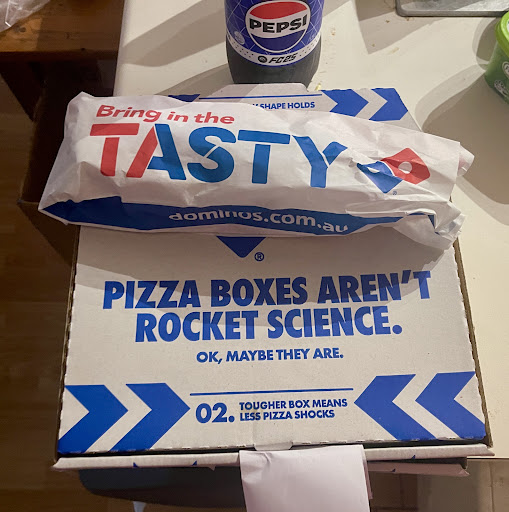 PEPSI
FC25
SHAPE HOLDS
Bring in the
TASTY
dominos.com.au
®
PIZZA BOXES AREN'T
ROCKET SCIENCE.
OK, MAYBE THEY ARE.
02. TOUGHER BOX MEANS
LESS PIZZA SHOCKS